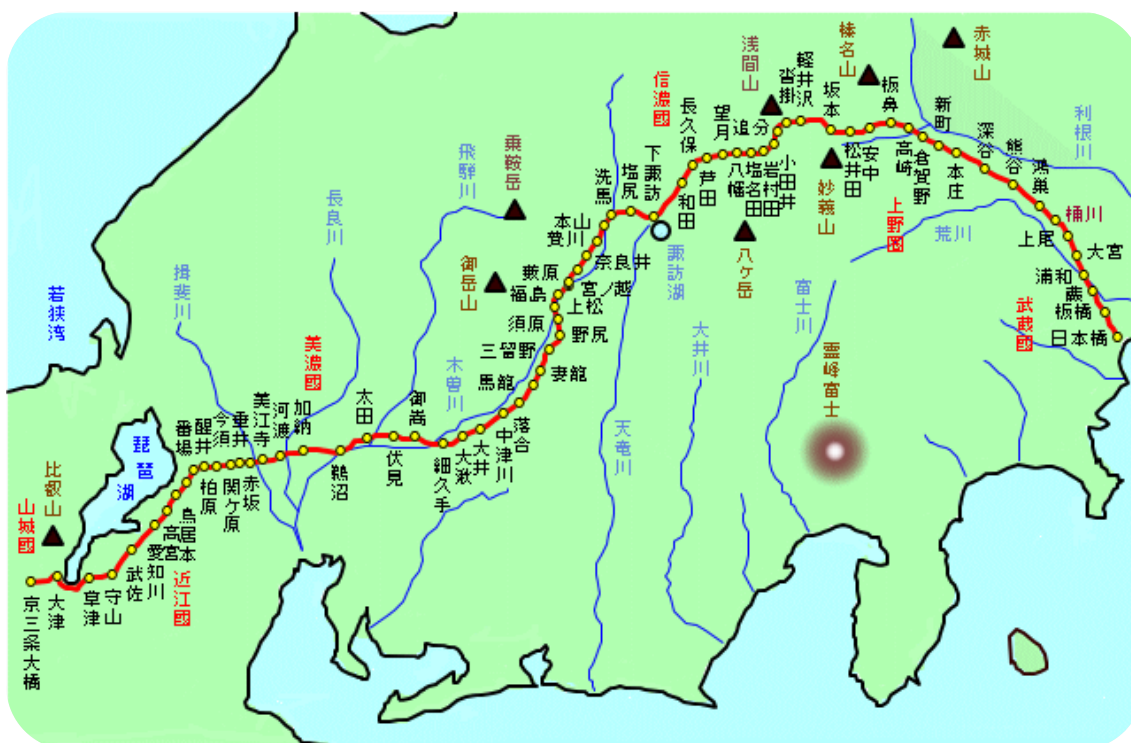 若狭湾
琵琶湖
比叡山
山城國
近江國
美濃國
信濃國
上野圀
武蔵國
揖斐川
長良川
飛騨川
木曽川
天竜川
大井川
富士川
荒川
利根川
諏訪湖
乗鞍岳
御岳山
浅間山
榛名山
赤城山
妙義山
八ヶ岳
霊峰富士
京三条大橋
大津
草津
守山
武佐
愛知川
高宮
鳥居本
番場
醒井
柏原
今須
関ヶ原
垂井
赤坂
美江寺
河渡
加納
鵜沼
太田
伏見
御嵩
細久手
大湫
大井
中津川
落合
馬籠
妻籠
三留野
野尻
須原
上松
福島
宮ノ越
藪原
奈良井
贄川
本山
洗馬
塩尻
下諏訪
和田
長久保
芦田
望月
八幡
塩名田
岩村田
小田井
追分
沓掛
軽井沢
坂本
松井田
安中
板鼻
高崎
倉賀野
新町
本庄
深谷
熊谷
鴻巣
桶川
上尾
大宮
浦和
蕨
板橋
日本橋